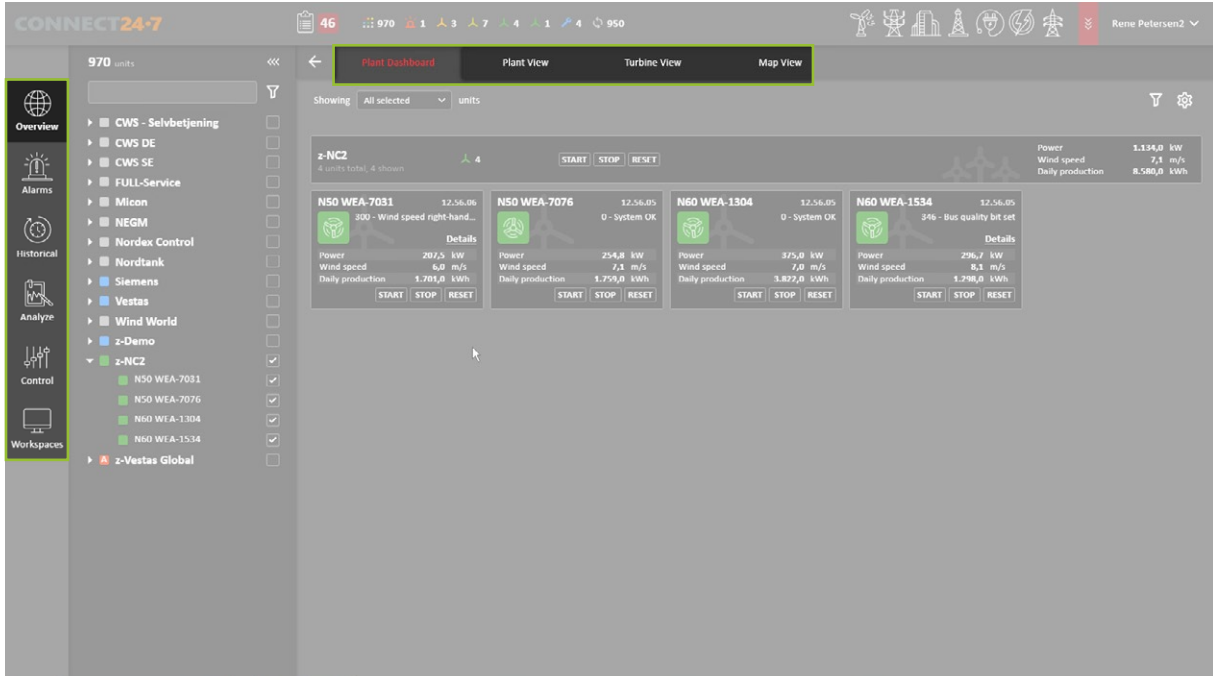 CONNECT24·7
46 970 1 3 7 4 1 4 950
Rene Petersen2
970 units
Plant Dashboard Plant View Turbine View Map View
Showing All selected units
Overview
Alarms
Historical
Analyze
Control
Workspaces
CWS - Selvbetjening
CWS DE
CWS SE
FULL-Service
Micon
NEGM
Nordex Control
Nordtank
Siemens
Vestas
Wind World
z-Demo
z-NC2
N50 WEA-7031
N50 WEA-7076
N60 WEA-1304
N60 WEA-1534
A z-Vestas Global
z-NC2 4 START STOP RESET
4 units total, 4 shown
Power 1.134,0 kW
Wind speed 7,1 m/s
Daily production 8.580,0 kWh
N50 WEA-7031 12.56.06
300 - Wind speed right-hand...
Details
Power 207,5 kW
Wind speed 6,0 m/s
Daily production 1.701,0 kWh
START STOP RESET
N50 WEA-7076 12.56.05
0 - System OK
Power 254,8 kW
Wind speed 7,1 m/s
Daily production 1.759,0 kWh
START STOP RESET
N60 WEA-1304 12.56.05
0 - System OK
Power 375,0 kW
Wind speed 7,0 m/s
Daily production 3.822,0 kWh
START STOP RESET
N60 WEA-1534 12.56.05
346 - Bus quality bit set
Details
Power 296,7 kW
Wind speed 8,1 m/s
Daily production 1.298,0 kWh
START STOP RESET